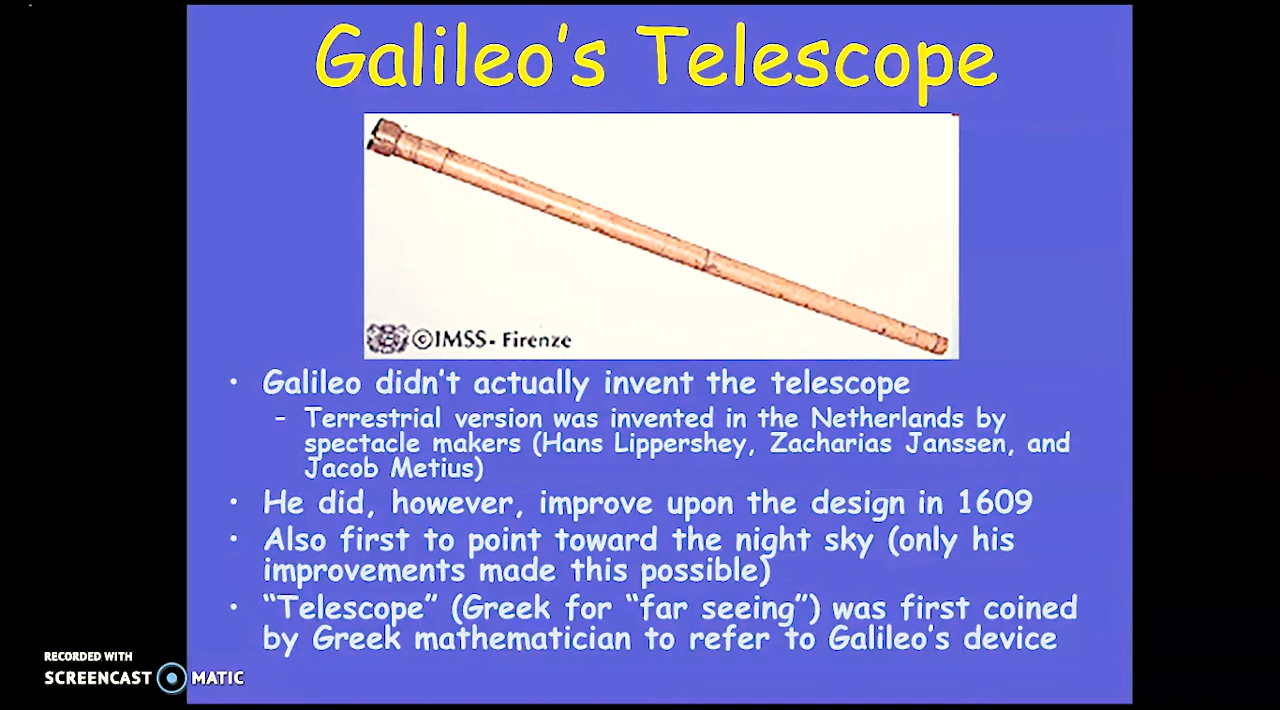 Galileo's Telescope
©IMSS - Firenze
• Galileo didn't actually invent the telescope
– Terrestrial version was invented in the Netherlands by
spectacle makers (Hans Lippershey, Zacharias Janssen, and
Jacob Metius)
• He did, however, improve upon the design in 1609
• Also first to point toward the night sky (only his
improvements made this possible)
• “Telescope” (Greek for “far seeing”) was first coined
by Greek mathematician to refer to Galileo's device
RECORDED WITH
SCREENCAST MATIC